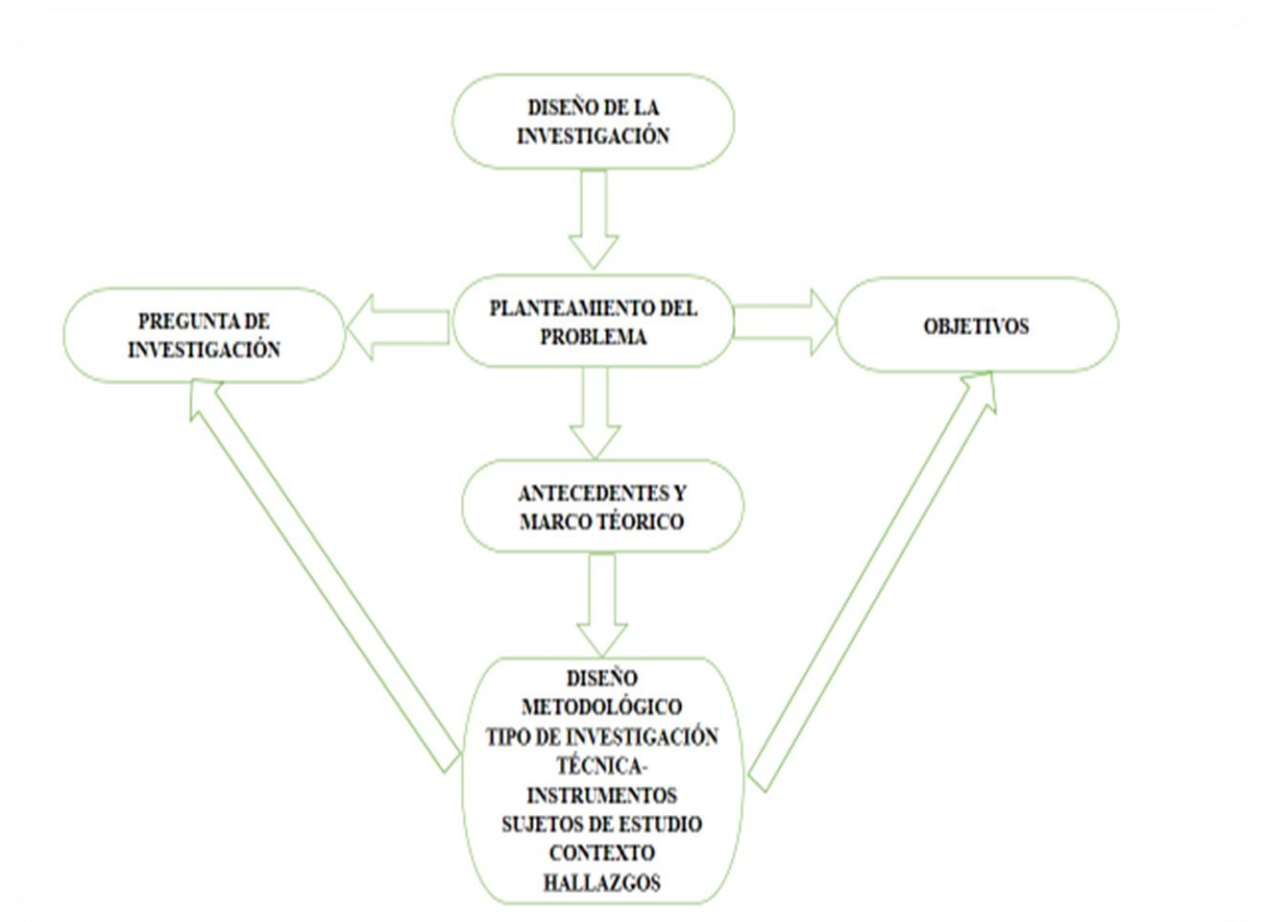 DISEÑO DE LA
INVESTIGACIÓN
PREGUNTA DE
INVESTIGACIÓN
PLANTEAMIENTO DEL
PROBLEMA
OBJETIVOS
ANTECEDENTES Y
MARCO TÉORICO
DISEÑO
METODOLÓGICO
TIPO DE INVESTIGACIÓN
TÉCNICA-
INSTRUMENTOS
SUJETOS DE ESTUDIO
CONTEXTO
HALLAZGOS